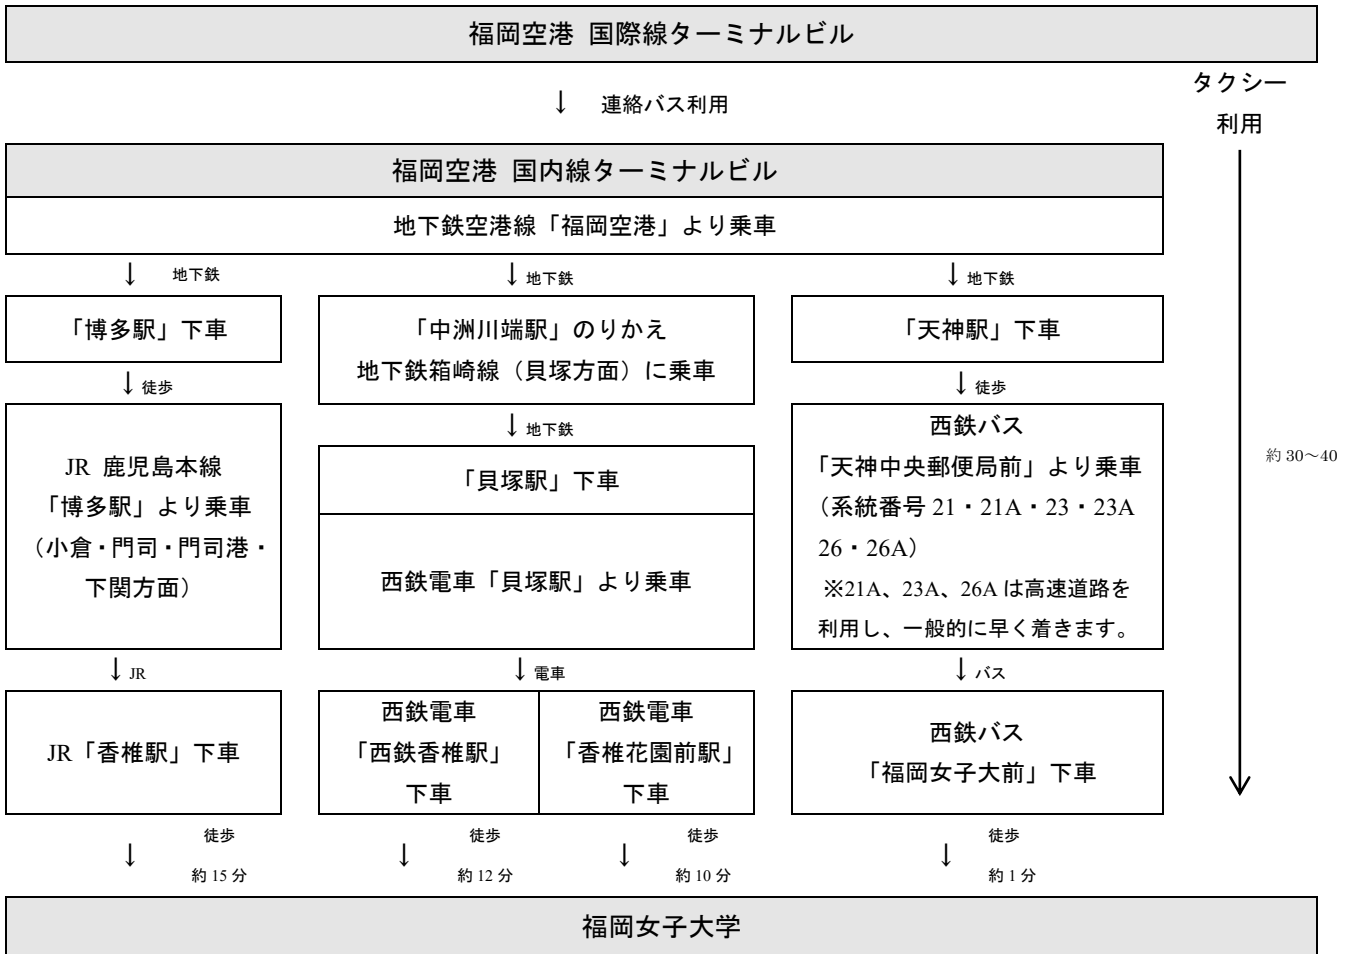 福岡空港 国際線ターミナルビル
タクシー
利用
↓ 連絡バス利用
福岡空港 国内線ターミナルビル
地下鉄空港線「福岡空港」より乗車
↓ 地下鉄
↓ 地下鉄
↓ 地下鉄
「博多駅」下車
「中洲川端駅」のりかえ
地下鉄箱崎線（貝塚方面）に乗車
「天神駅」下車
↓ 徒歩
↓ 地下鉄
↓ 徒歩
JR 鹿児島本線
「博多駅」より乗車
（小倉・門司・門司港・
下関方面）
「貝塚駅」下車
西鉄電車「貝塚駅」より乗車
西鉄バス
「天神中央郵便局前」より乗車
（系統番号 21・21A・23・23A
26・26A）
※21A、23A、26A は高速道路を
利用し、一般的に早く着きます。
約 30～40
↓ JR
↓ 電車
↓ バス
JR「香椎駅」下車
西鉄電車
「西鉄香椎駅」
下車
西鉄電車
「香椎花園前駅」
下車
西鉄バス
「福岡女子大前」下車
↓ 徒歩
約 15 分
↓ 徒歩
約 12 分
↓ 徒歩
約 10 分
↓ 徒歩
約 1 分
福岡女子大学